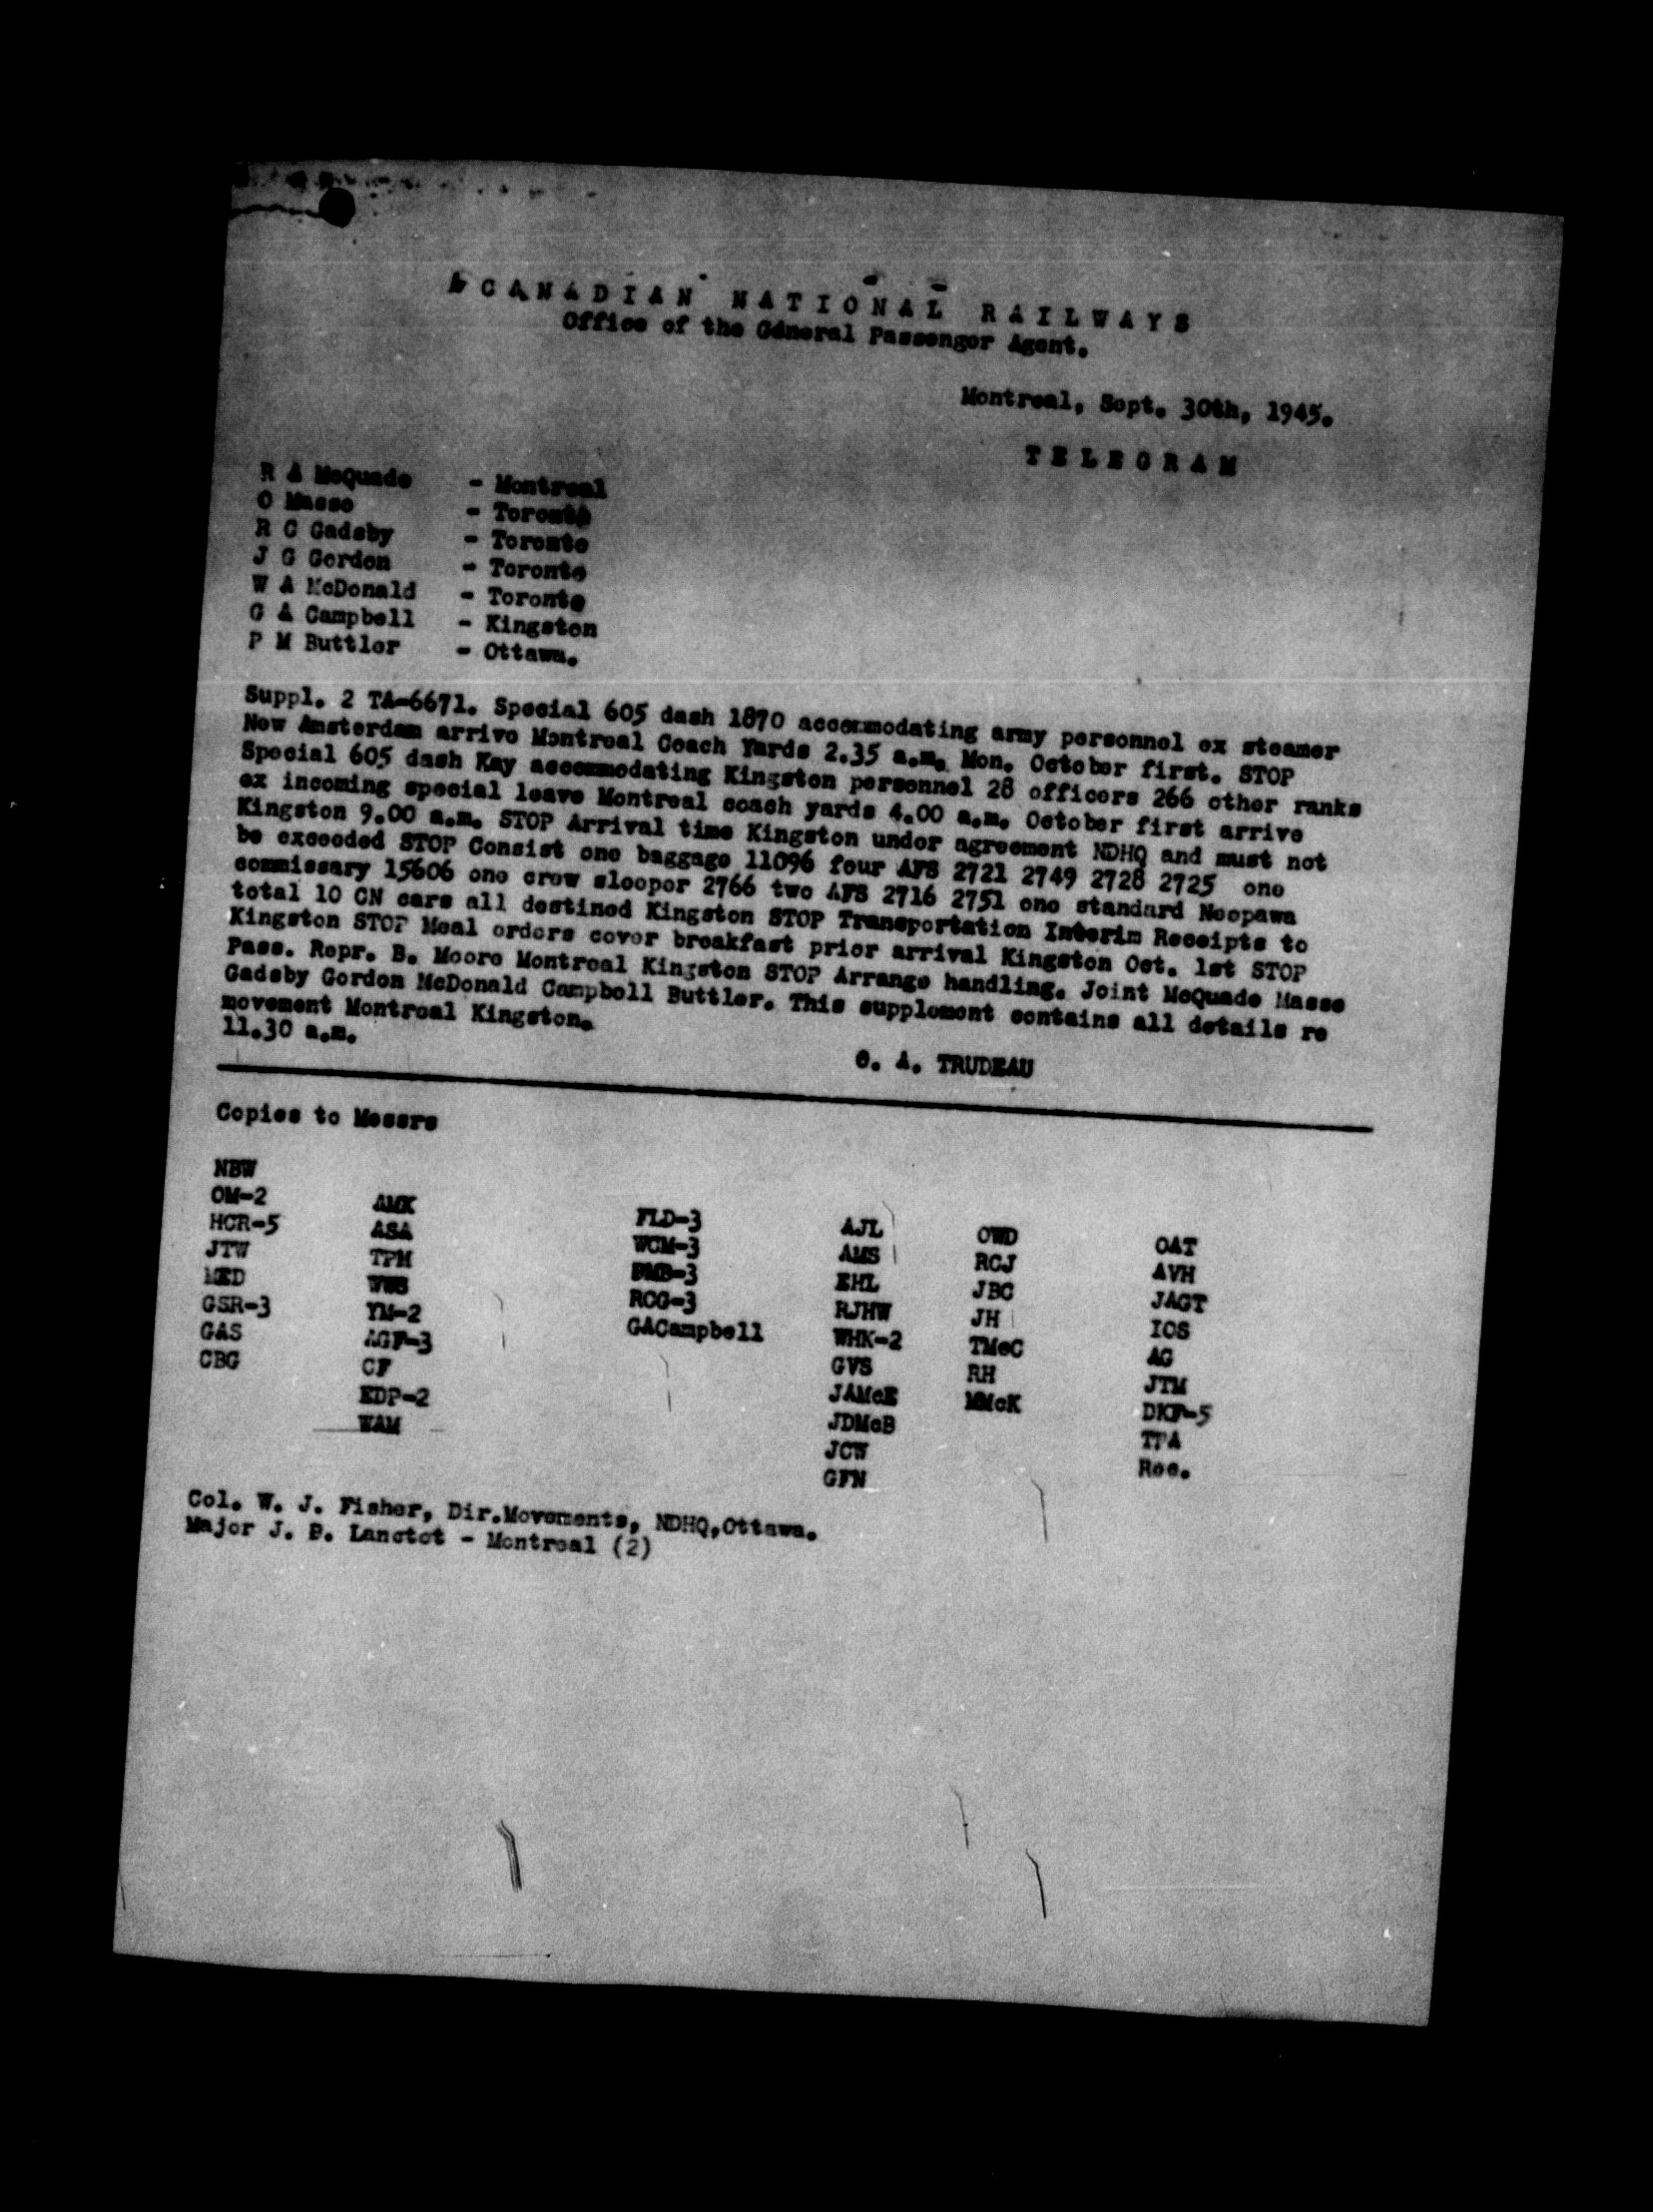 CANADIAN NATIONAL RAILWAYS
Office of the General Passenger Agent.
Montreal, Sept. 30th, 1945.
TELEGRAM
R A McQuade - Montreal
O Masse - Toronto
R C Gadsby - Toronto
J G Gordon - Toronto
W A McDonald - Toronto
G A Campbell - Kingston
P M Buttler - Ottawa.
Suppl. 2 TA-6671. Special 605 dash 1870 accommodating army personnel ex steamer
New Amsterdam arrive Montreal Coach Yards 2.35 a.m. Mon. October first. STOP
Special 605 dash Kay accommodating Kingston personnel 28 officers 266 other ranks
ex incoming special leave Montreal coach yards 4.00 a.m. October first arrive
Kingston 9.00 a.m. STOP Arrival time Kingston under agreement NDHQ and must not
be exceeded STOP Consist one baggage 11096 four AFS 2721 2749 2728 2725 one
commissary 15606 one crew sleeper 2766 two AFS 2716 2751 one standard Neepawa
total 10 CN cars all destined Kingston STOP Transportation Interim Receipts to
Kingston STOP Meal orders cover breakfast prior arrival Kingston Oct. 1st STOP
Pass. Repr. B. Moore Montreal Kingston STOP Arrange handling. Joint McQuade Masse
Gadsby Gordon McDonald Campbell Buttler. This supplement contains all details re
movement Montreal Kingston.
11.30 a.m.
C. A. TRUDEAU
Copies to Messrs
NBW
OM-2 AMK FLD-3 AJL OWD OAT
HCR-5 ASA WCM-3 AMS RCJ AVH
JTW TPM BMB-3 EHL JBC JAGT
MED WWS RCG-3 RJHW JH IOS
GSR-3 YM-2 GACampbell WHK-2 TMcC AG
GAS AGF-3 GVS RH JTM
CBG CF JAMcE MMcK DKF-5
EDP-2 JDMcB TPA
WAM JCW Rec.
GFN
Col. W. J. Fisher, Dir.Movements, NDHQ,Ottawa.
Major J. P. Lanctot - Montreal (2)